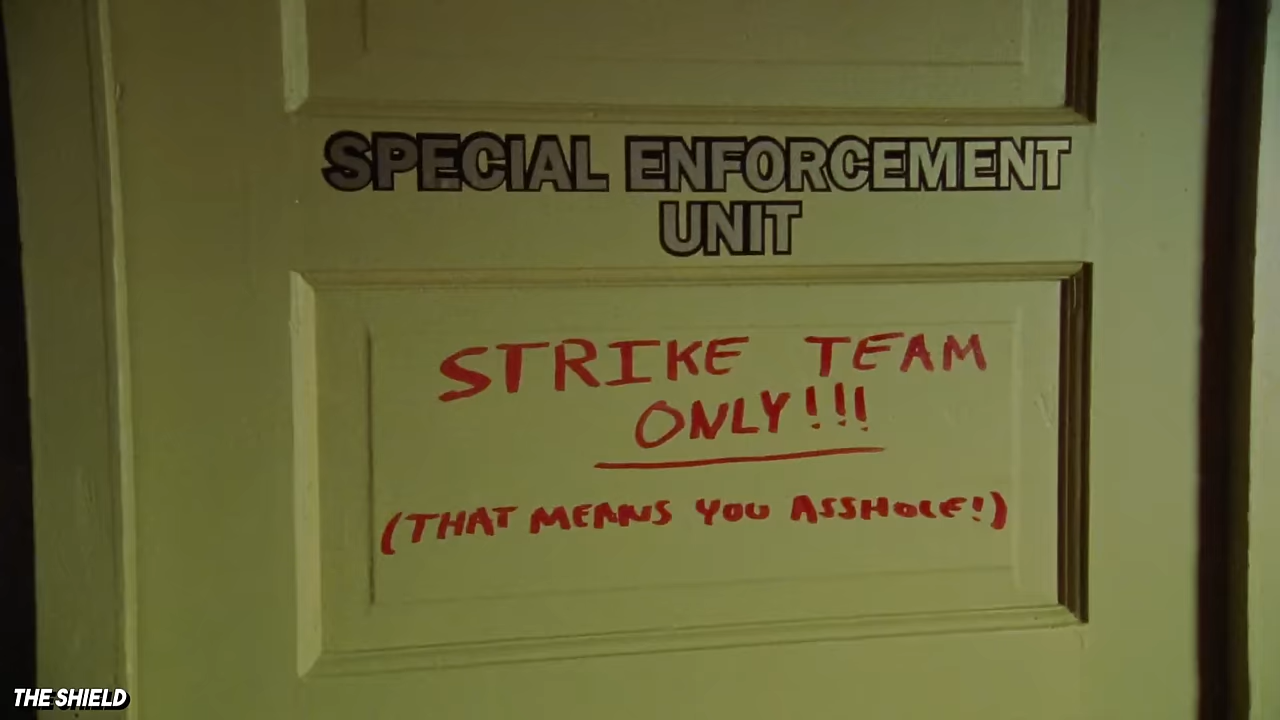 SPECIAL ENFORCEMENT
UNIT
STRIKE TEAM
ONLY!!!
(THAT MEANS YOU ASSHOLE!)
THE SHIELD